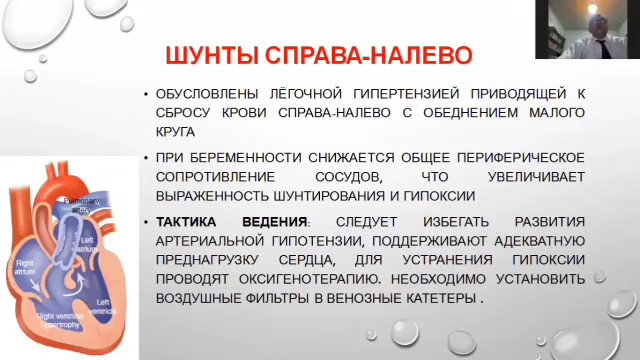 ШУНТЫ СПРАВА-НАЛЕВО
• ОБУСЛОВЛЕНЫ ЛЁГОЧНОЙ ГИПЕРТЕНЗИЕЙ ПРИВОДЯЩЕЙ К
СБРОСУ КРОВИ СПРАВА-НАЛЕВО С ОБЕДНЕНИЕМ МАЛОГО
КРУГА
• ПРИ БЕРЕМЕННОСТИ СНИЖАЕТСЯ ОБЩЕЕ ПЕРИФЕРИЧЕСКОЕ
СОПРОТИВЛЕНИЕ СОСУДОВ, ЧТО УВЕЛИЧИВАЕТ
ВЫРАЖЕННОСТЬ ШУНТИРОВАНИЯ И ГИПОКСИИ
• ТАКТИКА ВЕДЕНИЯ: СЛЕДУЕТ ИЗБЕГАТЬ РАЗВИТИЯ
АРТЕРИАЛЬНОЙ ГИПОТЕНЗИИ, ПОДДЕРЖИВАЮТ АДЕКВАТНУЮ
ПРЕДНАГРУЗКУ СЕРДЦА, ДЛЯ УСТРАНЕНИЯ ГИПОКСИИ
ПРОВОДЯТ ОКСИГЕНОТЕРАПИЮ. НЕОБХОДИМО УСТАНОВИТЬ
ВОЗДУШНЫЕ ФИЛЬТРЫ В ВЕНОЗНЫЕ КАТЕТЕРЫ .
Pulmonary
artery
Left
atrium
Right
atrium
Left
ventricle
Right ventricular
hypertrophy